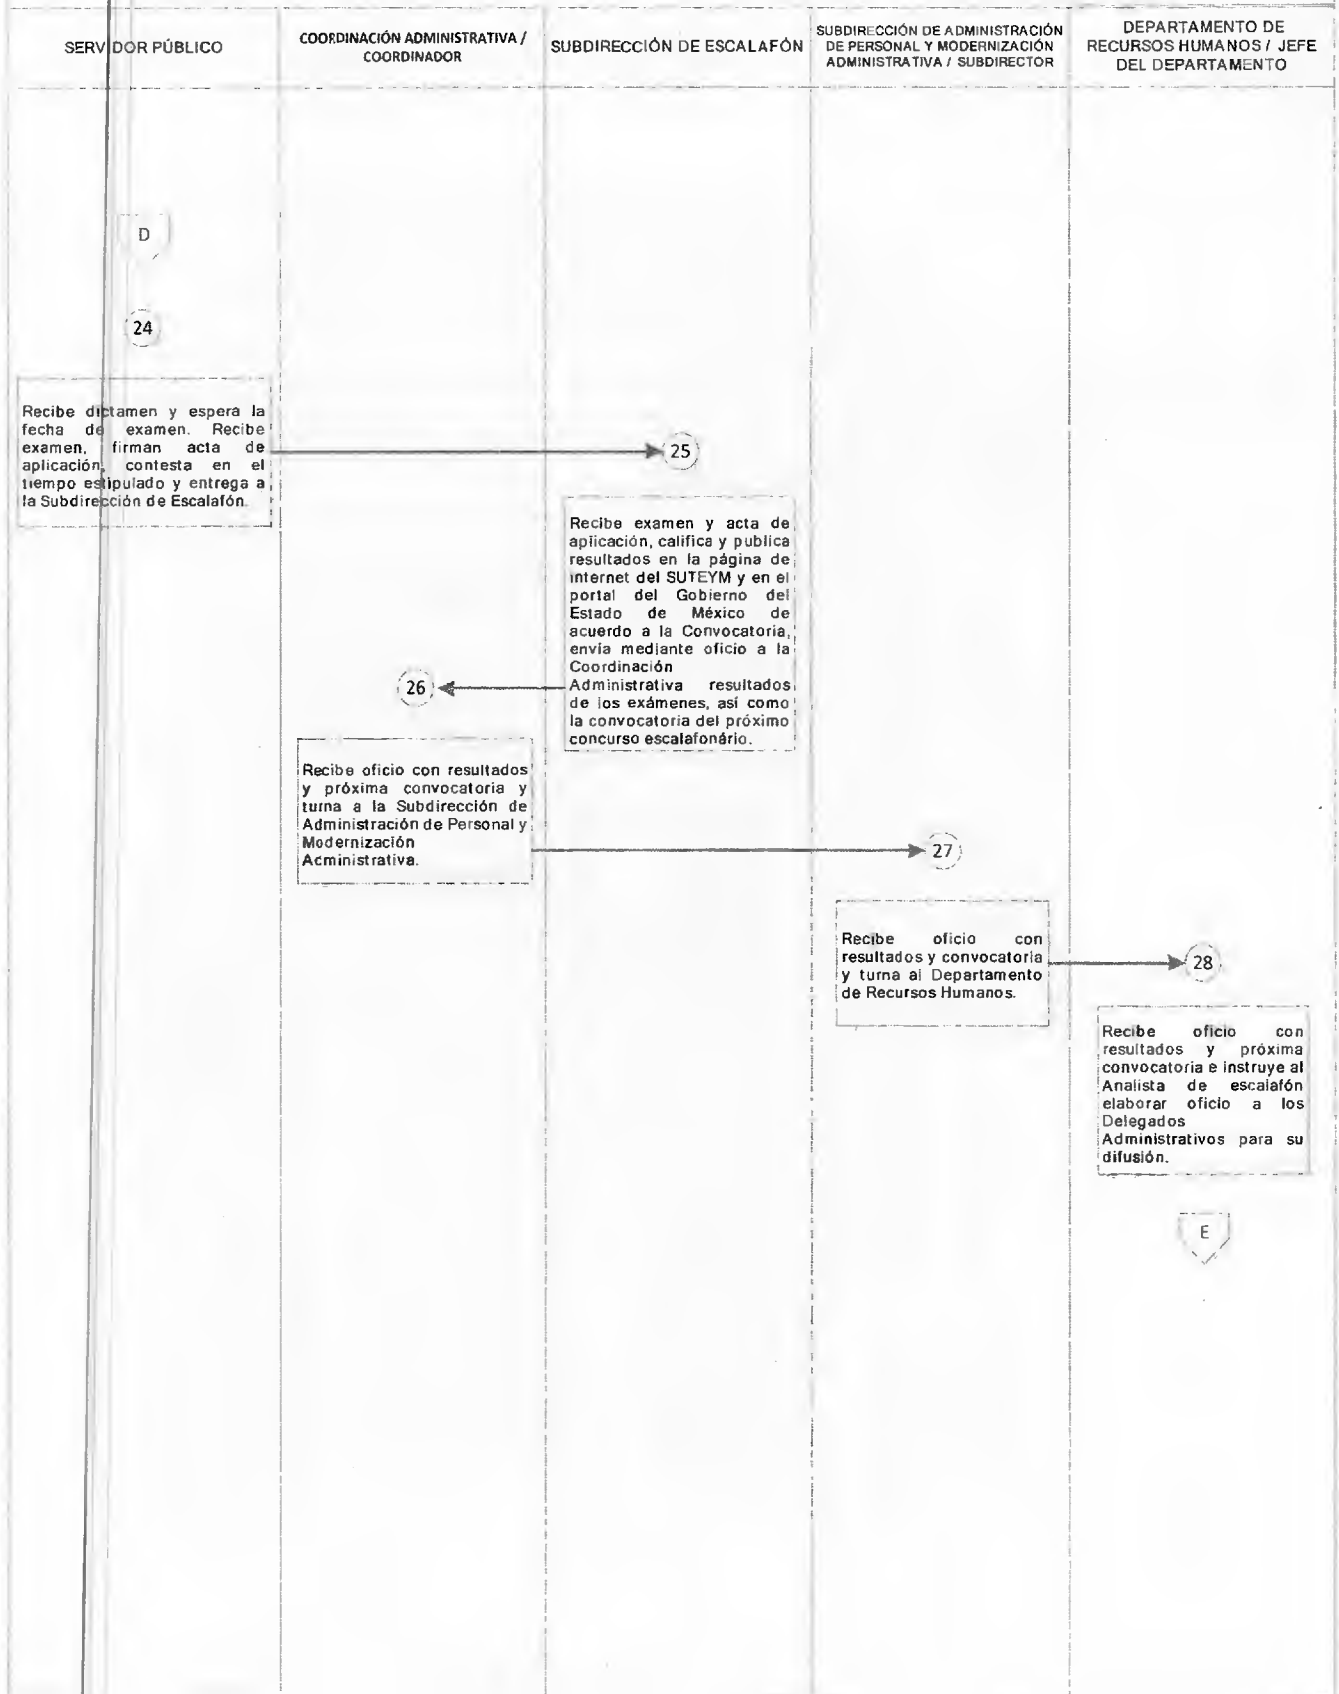 SERVIDOR PÚBLICO
COORDINACIÓN ADMINISTRATIVA /
COORDINADOR
SUBDIRECCIÓN DE ESCALAFÓN
SUBDIRECCIÓN DE ADMINISTRACIÓN
DE PERSONAL Y MODERNIZACIÓN
ADMINISTRATIVA / SUBDIRECTOR
DEPARTAMENTO DE
RECURSOS HUMANOS / JEFE
DEL DEPARTAMENTO
D
24
Recibe dictamen y espera la
fecha de examen. Recibe
examen, firman acta de
aplicación, contesta en el
tiempo estipulado y entrega a
la Subdirección de Escalafón.
25
Recibe examen y acta de
aplicación, califica y publica
resultados en la página de
internet del SUTEYM y en el
portal del Gobierno del
Estado de México de
acuerdo a la Convocatoria,
envía mediante oficio a la
Coordinación
Administrativa resultados
de los exámenes, así como
la convocatoria del próximo
concurso escalafonário.
26
Recibe oficio con resultados
y próxima convocatoria y
turna a la Subdirección de
Administración de Personal y
Modernización
Administrativa.
27
Recibe oficio con
resultados y convocatoria
y turna al Departamento
de Recursos Humanos.
28
Recibe oficio con
resultados y próxima
convocatoria e instruye al
Analista de escalafón
elaborar oficio a los
Delegados
Administrativos para su
difusión.
E